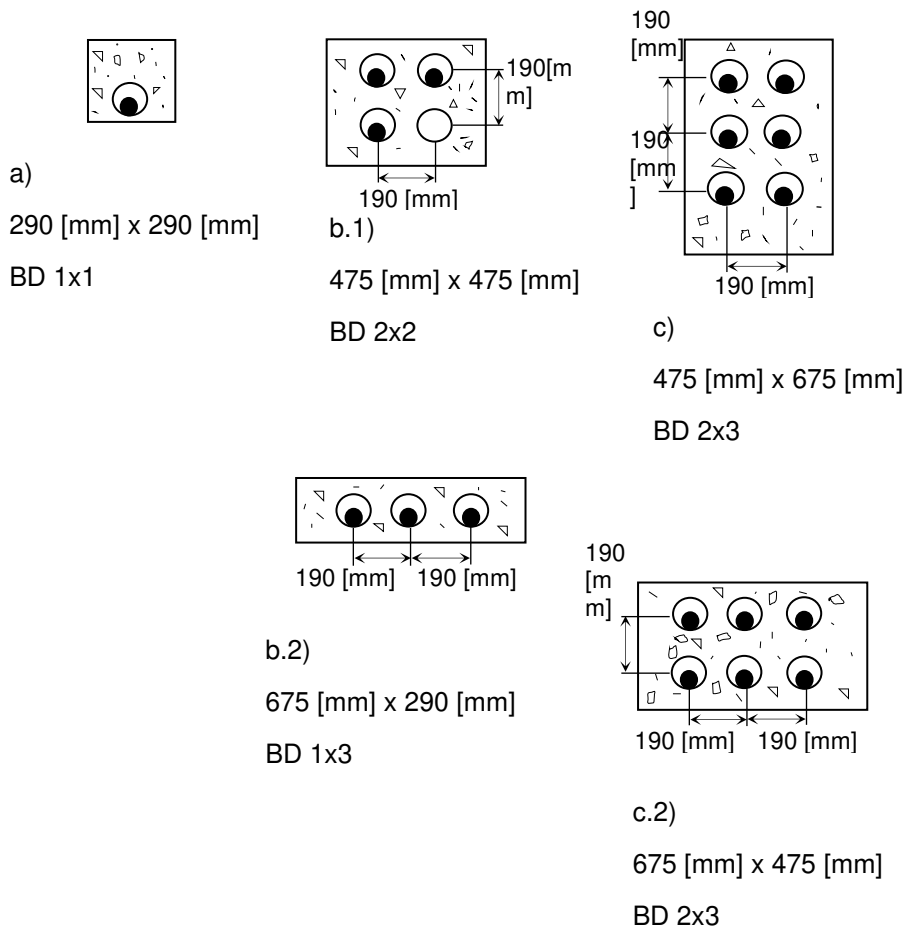 a)
290 [mm] x 290 [mm]
BD 1x1
190[m
m]
190 [mm]
b.1)
475 [mm] x 475 [mm]
BD 2x2
190
[mm]
190
[mm
]
190 [mm]
c)
475 [mm] x 675 [mm]
BD 2x3
190 [mm]
190 [mm]
b.2)
675 [mm] x 290 [mm]
BD 1x3
190
[m
m]
190 [mm]
190 [mm]
c.2)
675 [mm] x 475 [mm]
BD 2x3